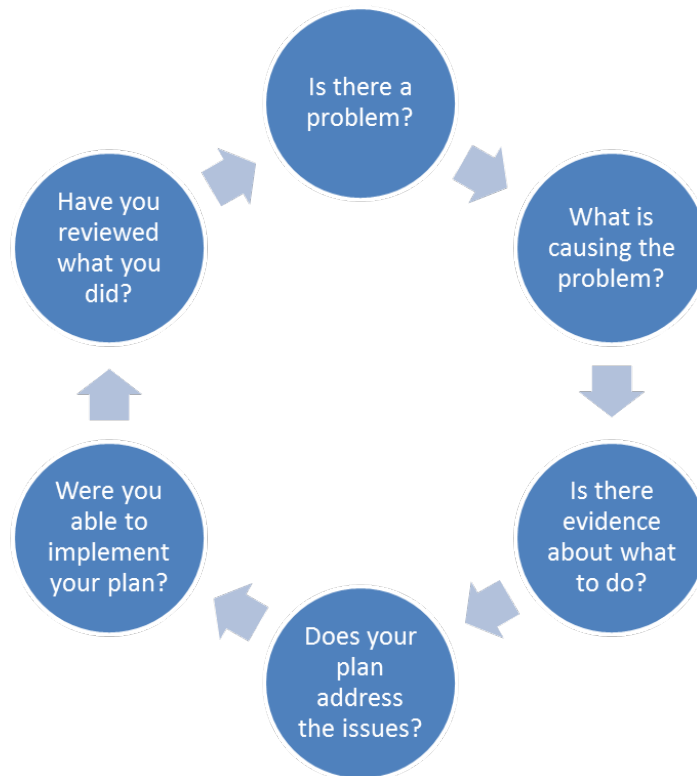 Is there a
problem?
What is
causing the
problem?
Is there
evidence
about what
to do?
Does your
plan
address
the issues?
Were you
able to
implement
your plan?
Have you
reviewed
what you
did?